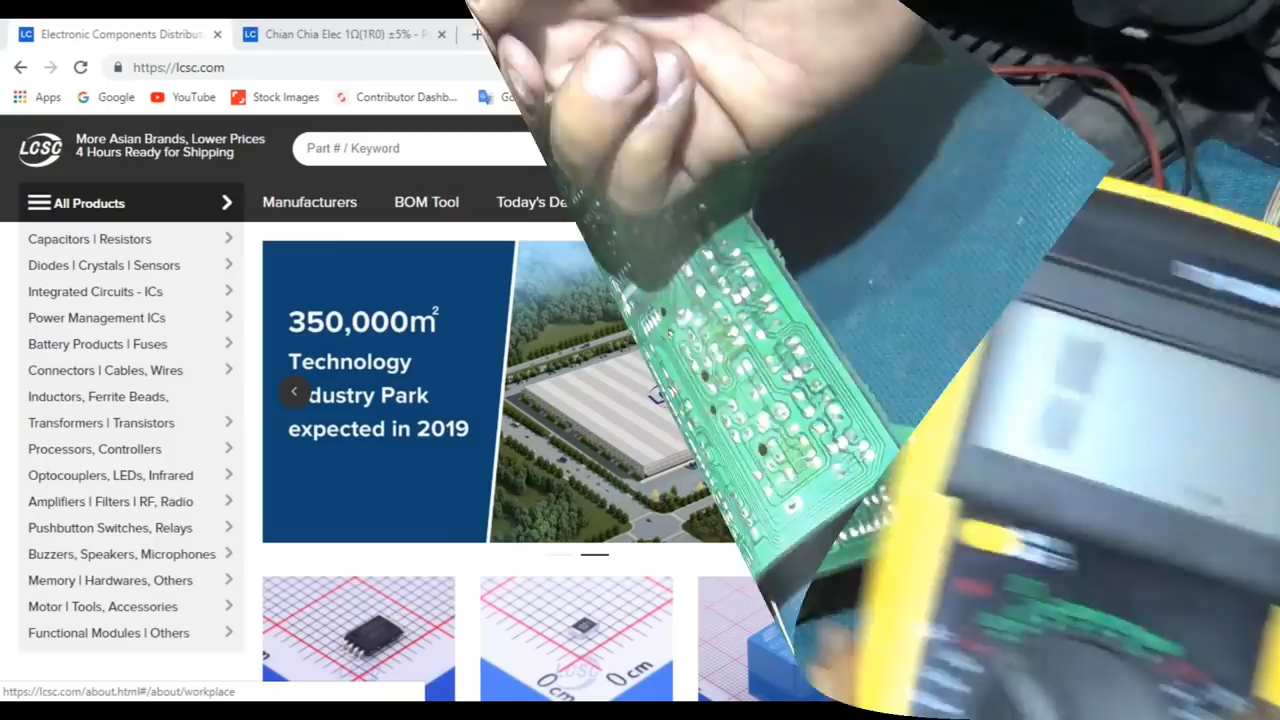 Electronic Components Distribut
Chian Chia Elec 1Ω(1R0) ±5% - R
https://lcsc.com
Apps
Google
YouTube
Stock Images
Contributor Dashb...
Go
LCSC
More Asian Brands, Lower Prices
4 Hours Ready for Shipping
Part # / Keyword
All Products
Manufacturers
BOM Tool
Today's De
Capacitors | Resistors
Diodes | Crystals | Sensors
Integrated Circuits - ICs
Power Management ICs
Battery Products | Fuses
Connectors | Cables, Wires
Inductors, Ferrite Beads,
Transformers | Transistors
Processors, Controllers
Optocouplers, LEDs, Infrared
Amplifiers | Filters | RF, Radio
Pushbutton Switches, Relays
Buzzers, Speakers, Microphones
Memory | Hardwares, Others
Motor | Tools, Accessories
Functional Modules | Others
350,000m²
Technology
dustry Park
expected in 2019
0cm
LCSC
0cm
https://lcsc.com/about.html#/about/workplace